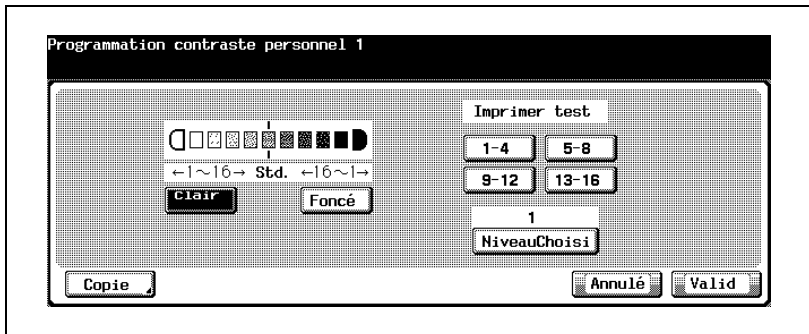 Programmation contraste personnel 1
Imprimer test
1-4 5-8
←1~16→ Std. ←16~1→
9-12 13-16
Clair Foncé
1
NiveauChoisi
Copie Annulé Valid